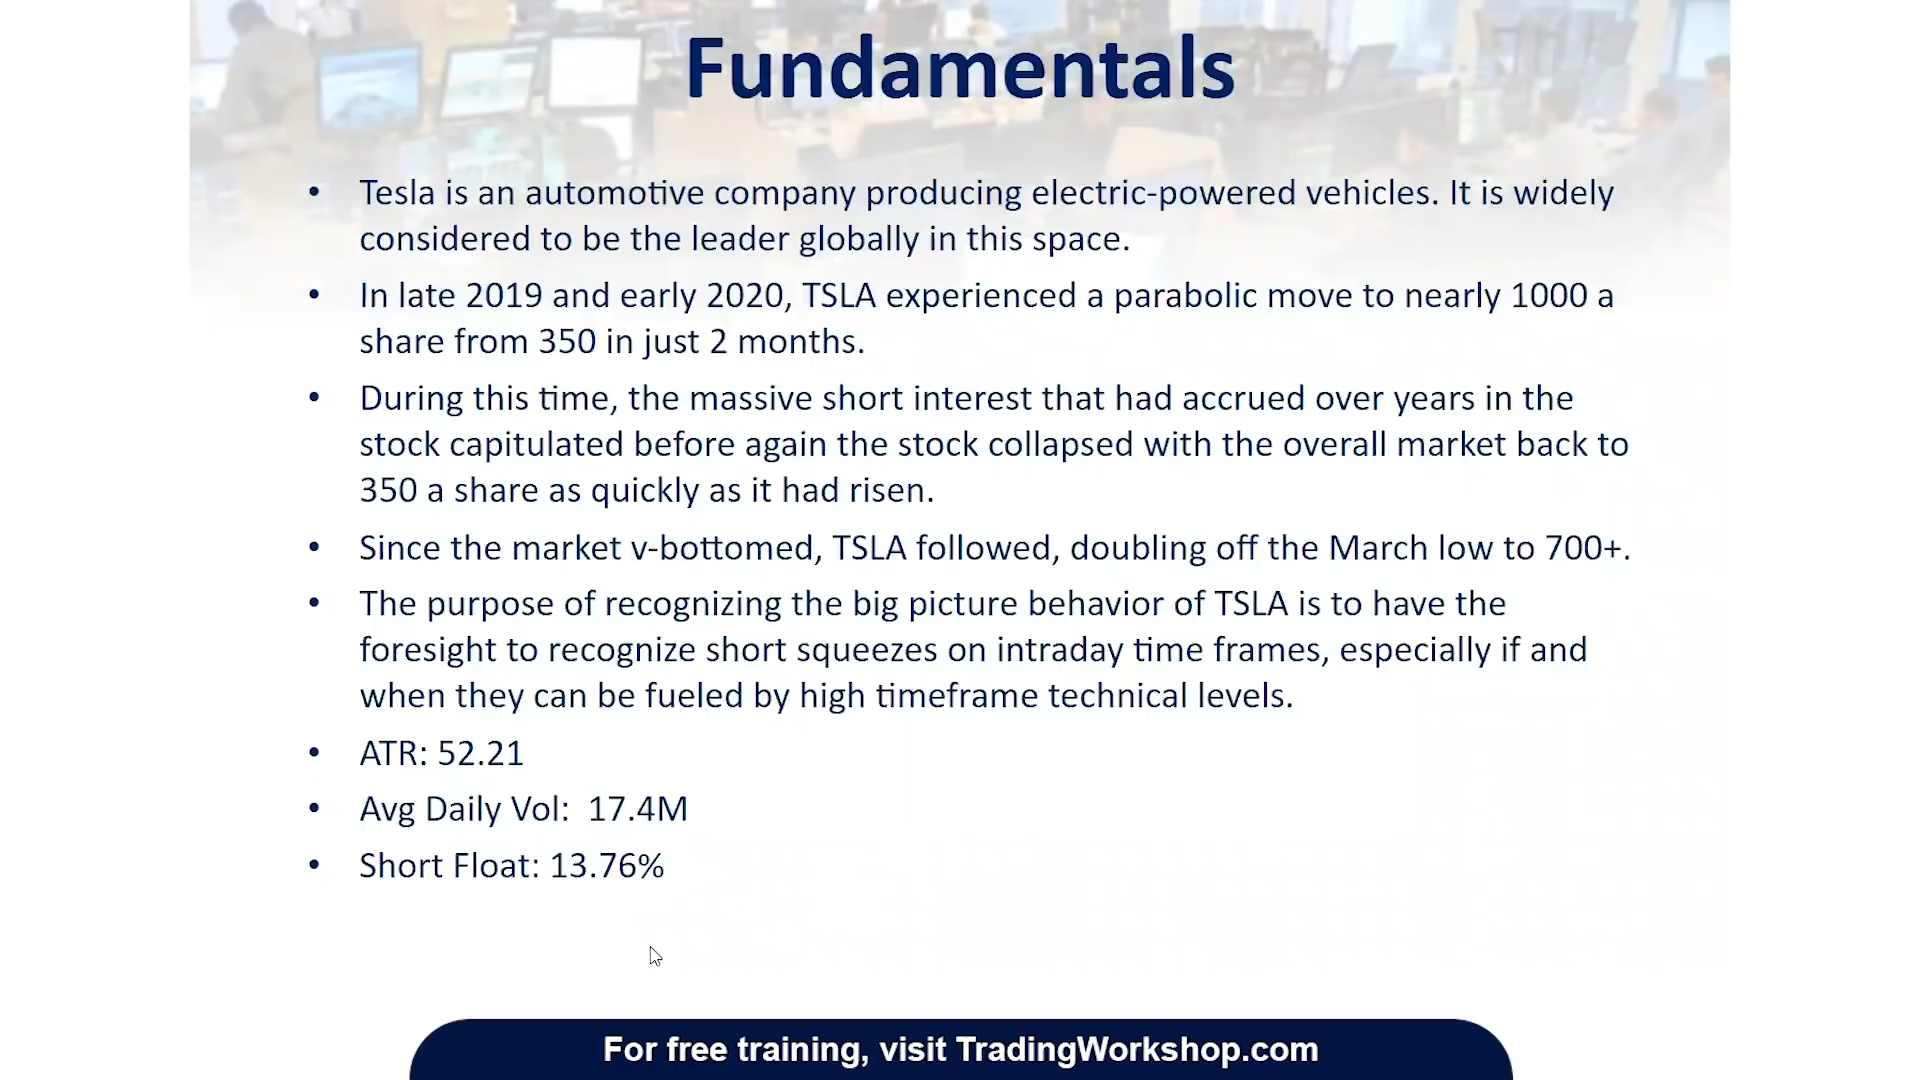 Fundamentals
• Tesla is an automotive company producing electric-powered vehicles. It is widely
considered to be the leader globally in this space.
• In late 2019 and early 2020, TSLA experienced a parabolic move to nearly 1000 a
share from 350 in just 2 months.
• During this time, the massive short interest that had accrued over years in the
stock capitulated before again the stock collapsed with the overall market back to
350 a share as quickly as it had risen.
• Since the market v-bottomed, TSLA followed, doubling off the March low to 700+.
• The purpose of recognizing the big picture behavior of TSLA is to have the
foresight to recognize short squeezes on intraday time frames, especially if and
when they can be fueled by high timeframe technical levels.
• ATR: 52.21
• Avg Daily Vol:  17.4M
• Short Float: 13.76%
For free training, visit TradingWorkshop.com